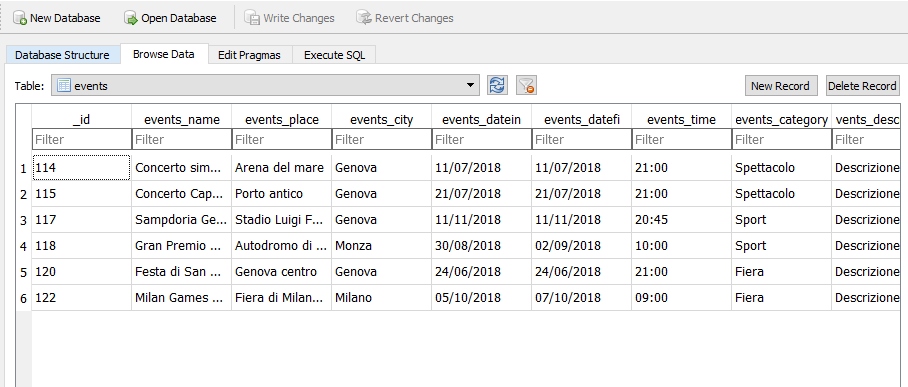 New Database Open Database Write Changes Revert Changes
Database Structure Browse Data Edit Pragmas Execute SQL
Table: events New Record Delete Record
_id events_name events_place events_city events_datein events_datefi events_time events_category vents_desc
Filter Filter Filter Filter Filter Filter Filter Filter Filter
1 114 Concerto sim... Arena del mare Genova 11/07/2018 11/07/2018 21:00 Spettacolo Descrizione
2 115 Concerto Cap... Porto antico Genova 21/07/2018 21/07/2018 21:00 Spettacolo Descrizione
3 117 Sampdoria Ge... Stadio Luigi F... Genova 11/11/2018 11/11/2018 20:45 Sport Descrizione
4 118 Gran Premio ... Autodromo di ... Monza 30/08/2018 02/09/2018 10:00 Sport Descrizione
5 120 Festa di San ... Genova centro Genova 24/06/2018 24/06/2018 21:00 Fiera Descrizione
6 122 Milan Games ... Fiera di Milan... Milano 05/10/2018 07/10/2018 09:00 Fiera Descrizione